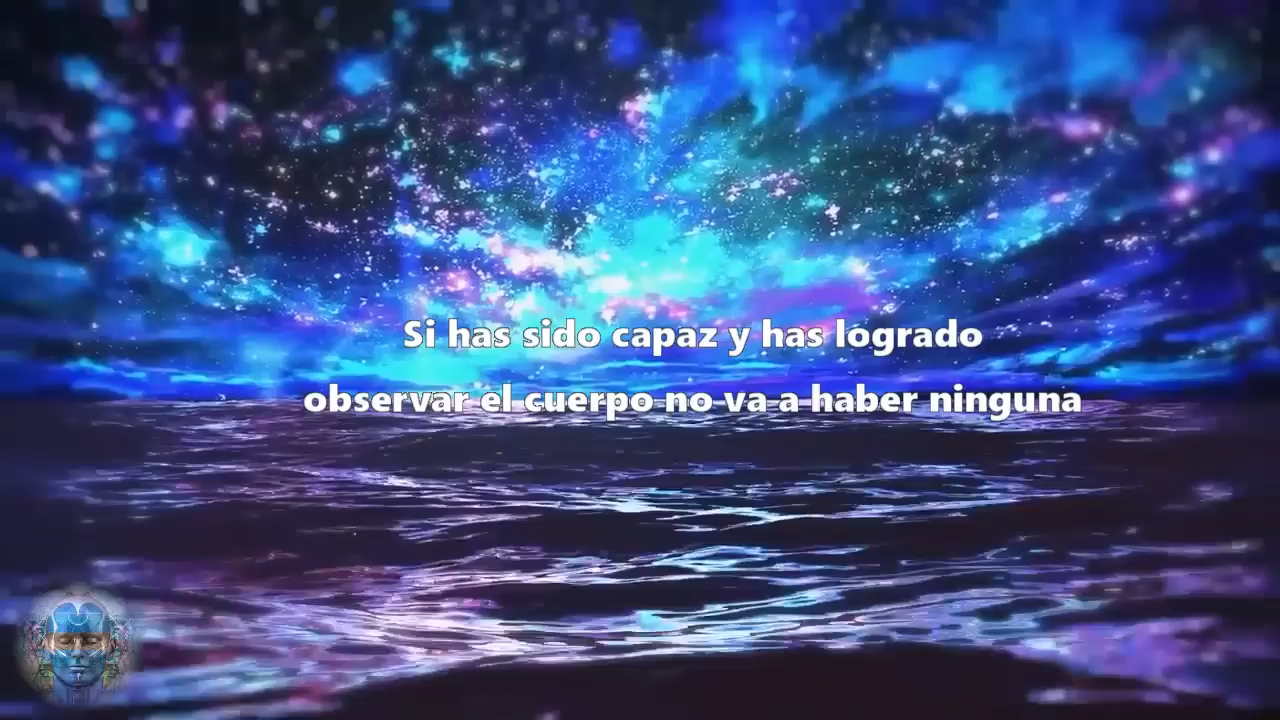 Si has sido capaz y has logrado
observar el cuerpo no va a haber ninguna